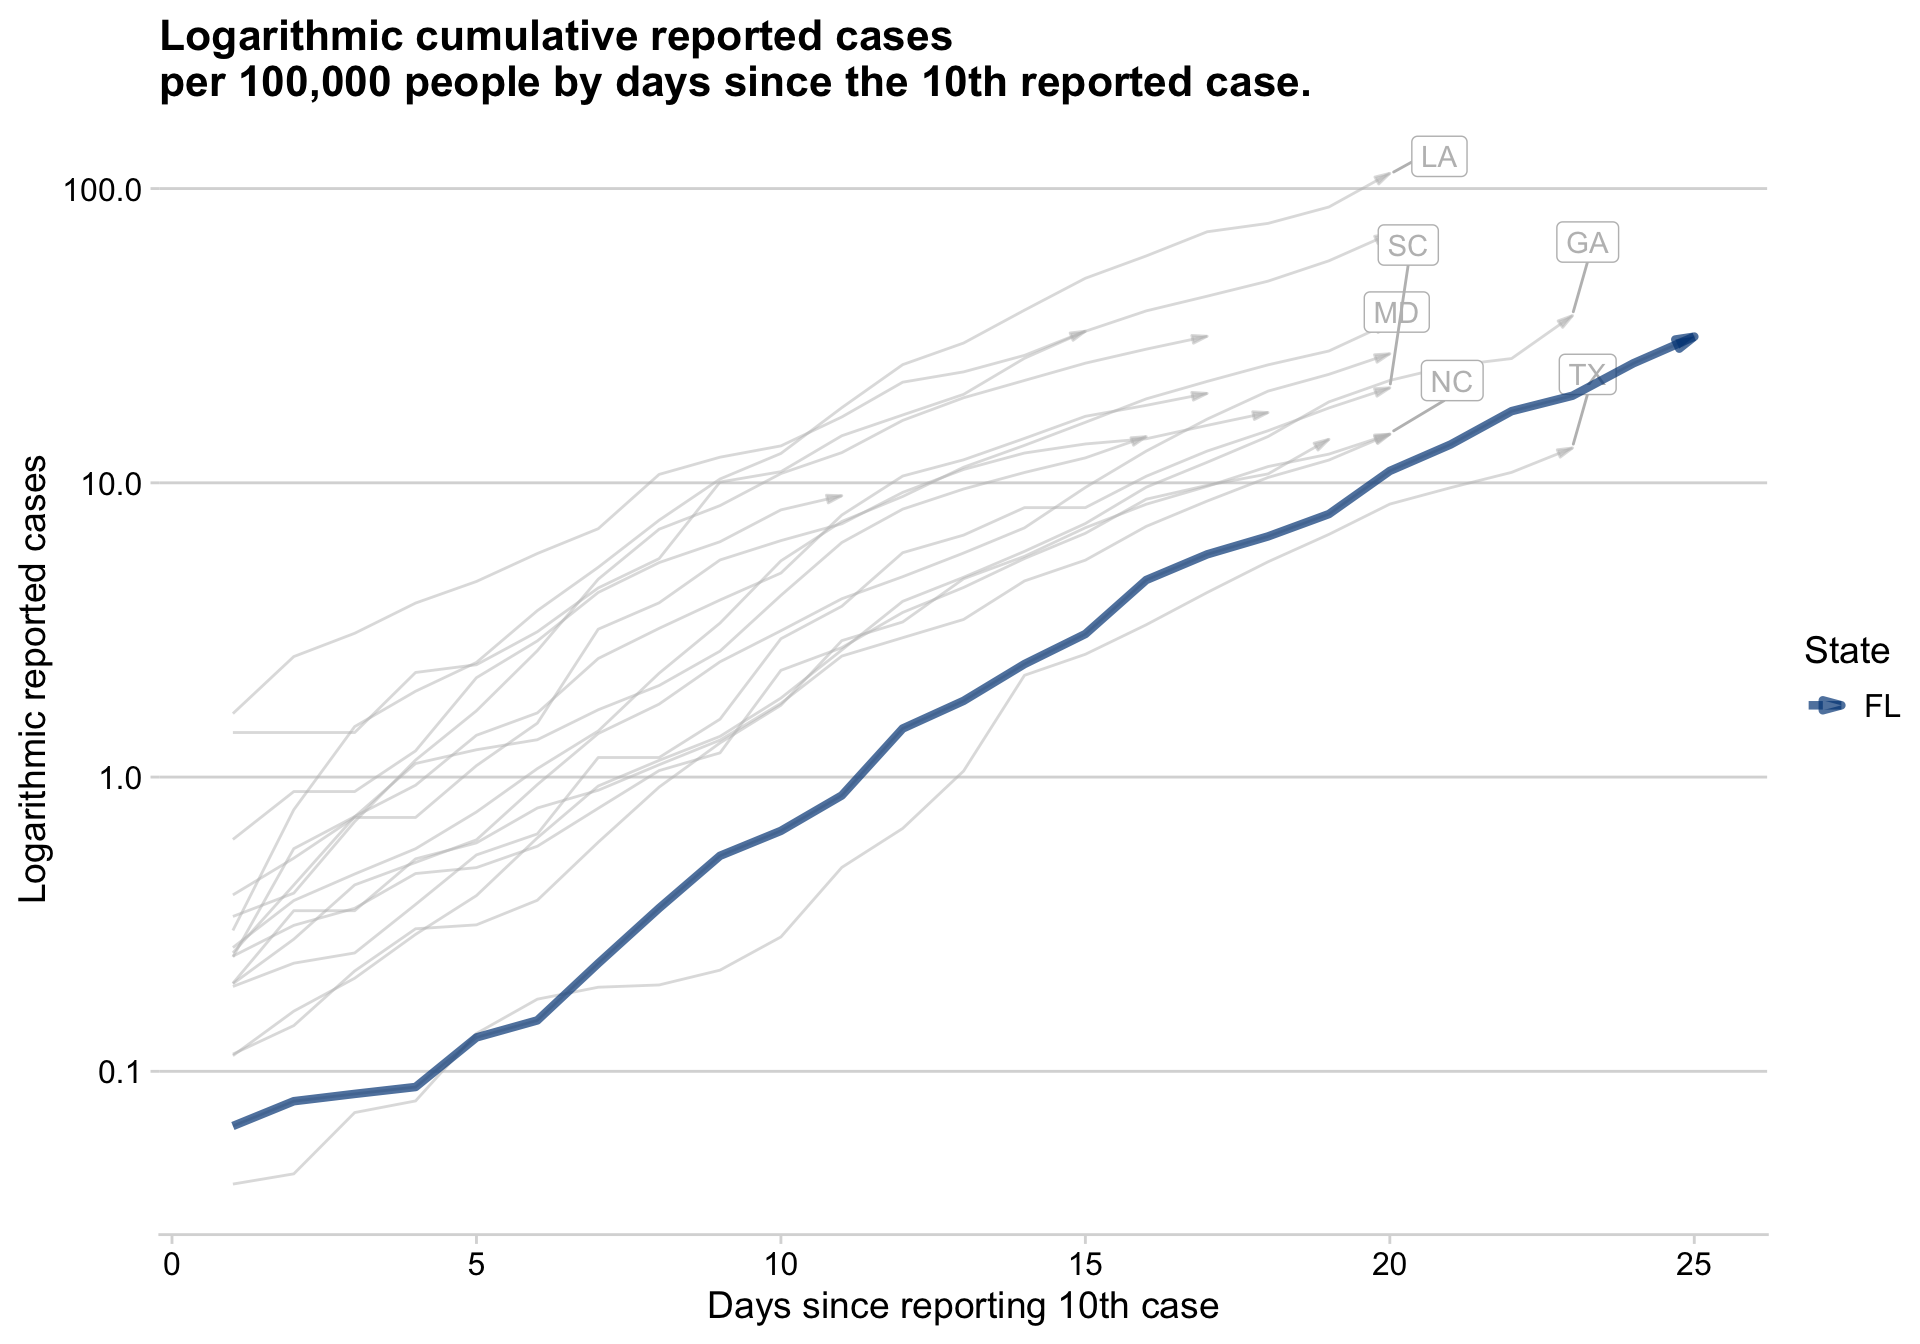 Logarithmic cumulative reported cases
per 100,000 people by days since the 10th reported case.
Logarithmic reported cases
100.0
10.0
1.0
0.1
LA
SC
GA
MD
NC
TX
State
FL
0 5 10 15 20 25
Days since reporting 10th case